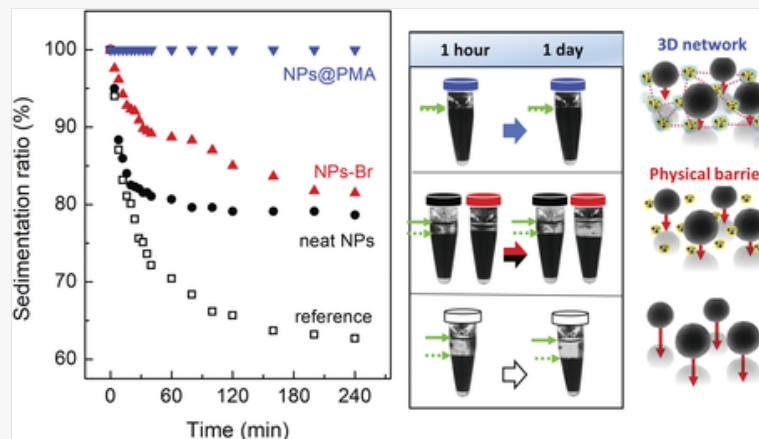 100
90
80
70
60
Sedimentation ratio (%)
NPs@PMA
NPs-Br
neat NPs
reference
0
60
120
180
240
Time (min)
1 hour
1 day
3D network
Physical barrier